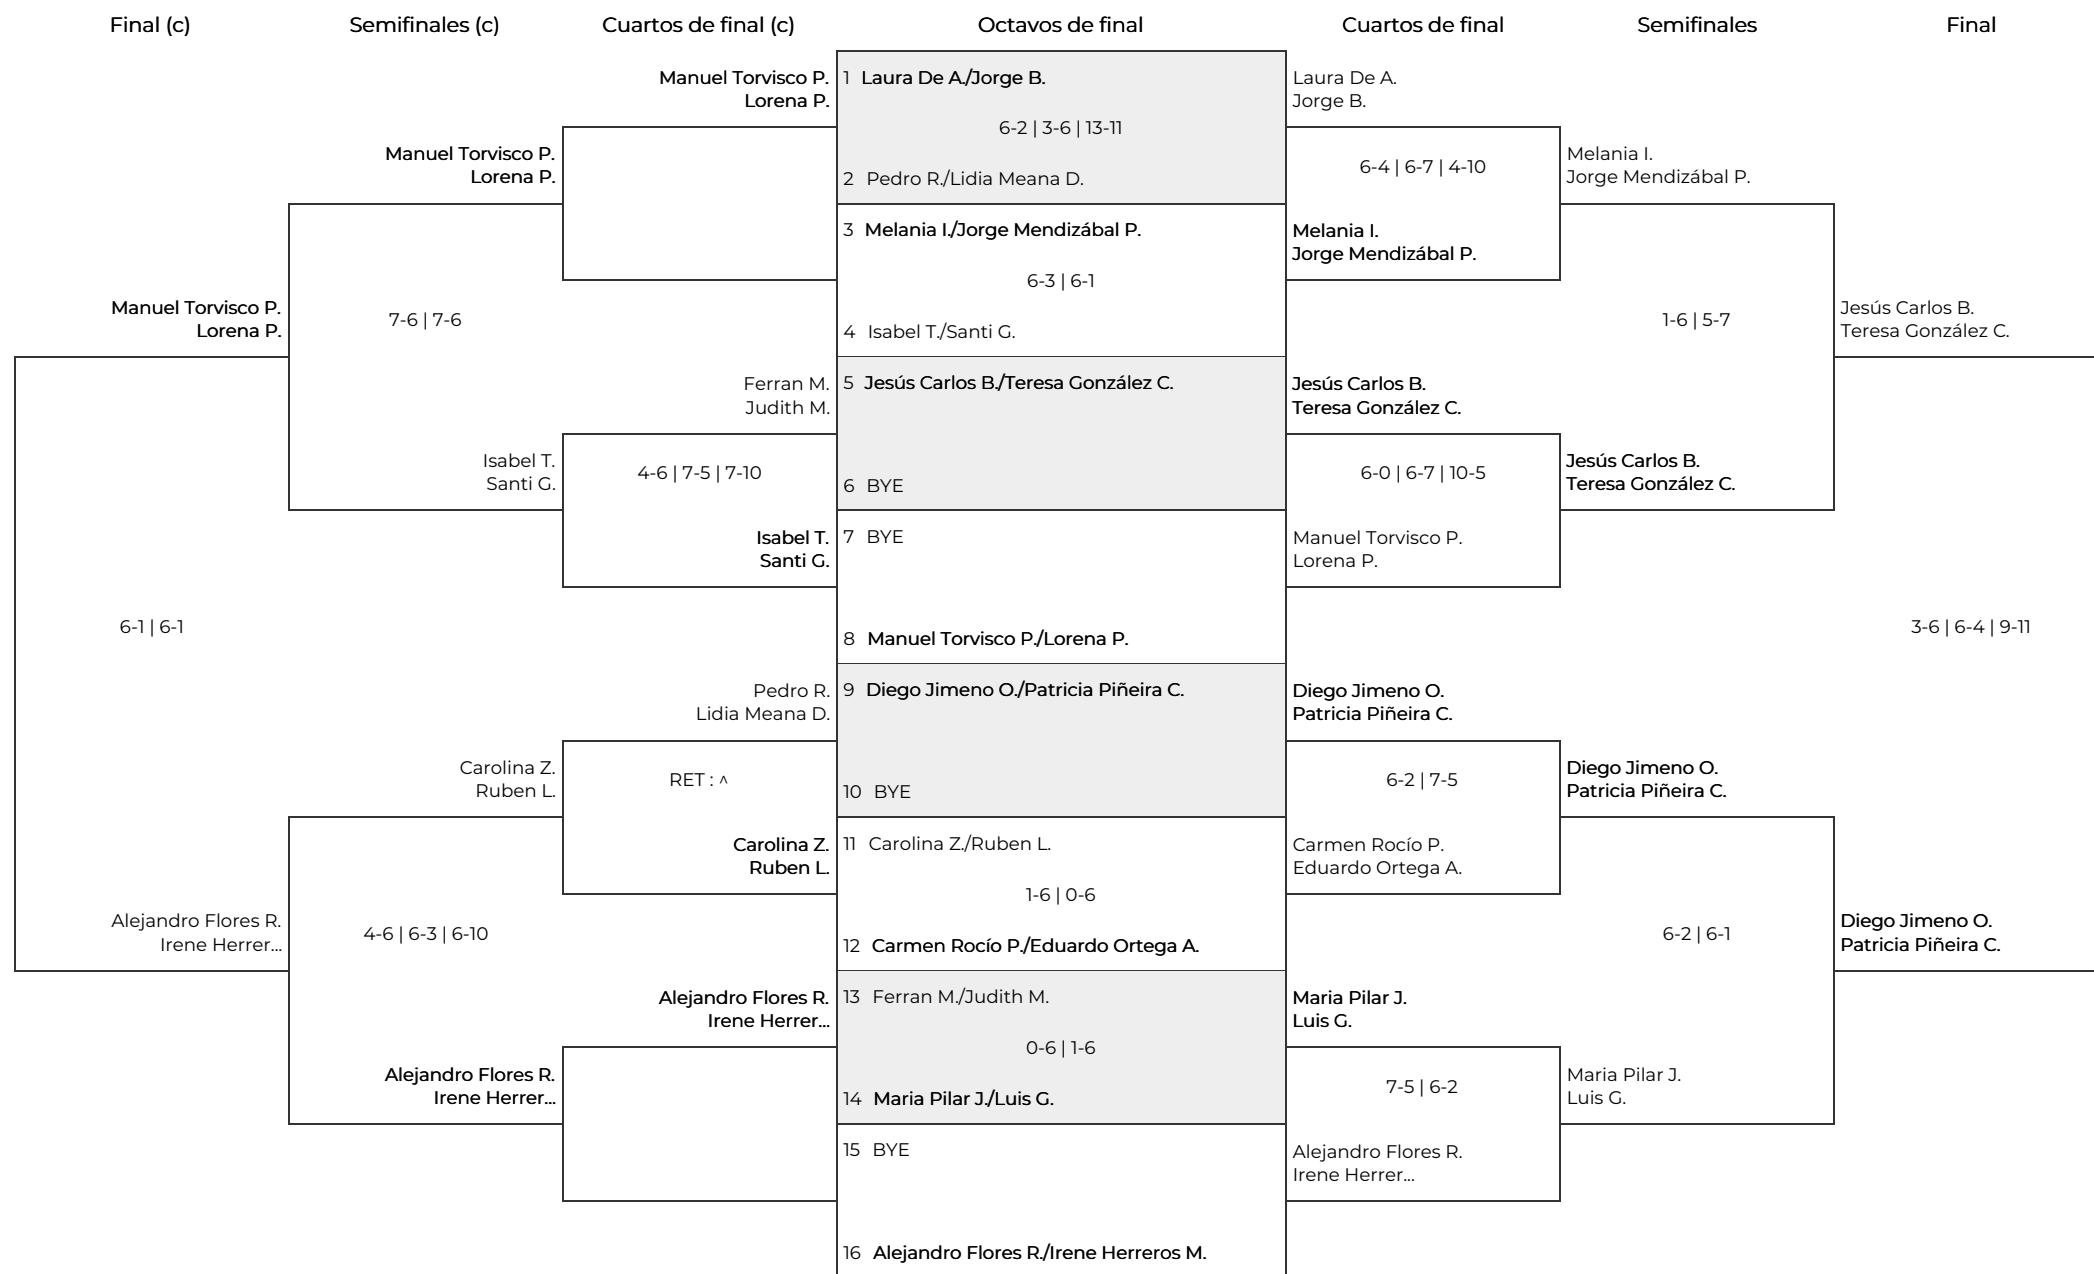 Final (c)
Semifinales (c)
Cuartos de final (c)
Octavos de final
Cuartos de final
Semifinales
Final
Manuel Torvisco P.
Lorena P.
Alejandro Flores R.
Irene Herrer...
6-1 | 6-1
Manuel Torvisco P.
Lorena P.
7-6 | 7-6
Isabel T.
Santi G.
Carolina Z.
Ruben L.
4-6 | 6-3 | 6-10
Alejandro Flores R.
Irene Herrer...
Manuel Torvisco P.
Lorena P.
Ferran M.
Judith M.
4-6 | 7-5 | 7-10
Isabel T.
Santi G.
Pedro R.
Lidia Meana D.
RET : ^
Carolina Z.
Ruben L.
Alejandro Flores R.
Irene Herrer...
1 Laura De A./Jorge B.
6-2 | 3-6 | 13-11
2 Pedro R./Lidia Meana D.
3 Melania I./Jorge Mendizábal P.
6-3 | 6-1
4 Isabel T./Santi G.
5 Jesús Carlos B./Teresa González C.
6 BYE
7 BYE
8 Manuel Torvisco P./Lorena P.
9 Diego Jimeno O./Patricia Piñeira C.
10 BYE
11 Carolina Z./Ruben L.
1-6 | 0-6
12 Carmen Rocío P./Eduardo Ortega A.
13 Ferran M./Judith M.
0-6 | 1-6
14 Maria Pilar J./Luis G.
15 BYE
16 Alejandro Flores R./Irene Herreros M.
Laura De A.
Jorge B.
6-4 | 6-7 | 4-10
Melania I.
Jorge Mendizábal P.
Jesús Carlos B.
Teresa González C.
6-0 | 6-7 | 10-5
Manuel Torvisco P.
Lorena P.
Diego Jimeno O.
Patricia Piñeira C.
6-2 | 7-5
Carmen Rocío P.
Eduardo Ortega A.
Maria Pilar J.
Luis G.
7-5 | 6-2
Alejandro Flores R.
Irene Herrer...
Melania I.
Jorge Mendizábal P.
1-6 | 5-7
Jesús Carlos B.
Teresa González C.
Diego Jimeno O.
Patricia Piñeira C.
6-2 | 6-1
Maria Pilar J.
Luis G.
Jesús Carlos B.
Teresa González C.
3-6 | 6-4 | 9-11
Diego Jimeno O.
Patricia Piñeira C.